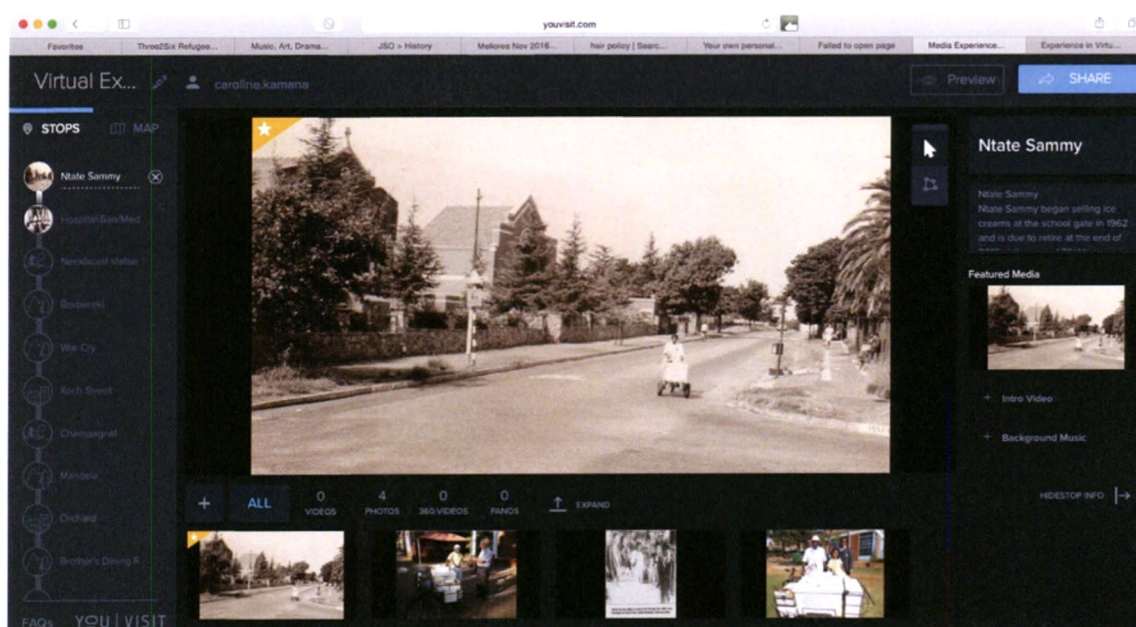 youvisit.com
Favorites
Three2Six Refugee...
Music, Art, Drama...
JSQ > History
Meliores Nov 2016...
hair policy | Searc...
Your own personal...
Failed to open page
Media Experience...
Experience in Virtu...
Virtual Ex...
caroline.kamana
Preview
SHARE
STOPS
MAP
Ntate Sammy
Hospital/San/Med
Necklaced statue
War Cry
Koch Street
Champagnat
Mandela
Orchard
Brother's Dining R
FAQs
YOU | VISIT
Ntate Sammy
Ntate Sammy
Ntate Sammy began selling ice
creams at the school gate in 1962
and is due to retire at the end of
Featured Media
+ Intro Video
+ Background Music
HIDESTOP INFO
+
ALL
0
VIDEOS
4
PHOTOS
0
360 VIDEOS
0
PANOS
EXPAND